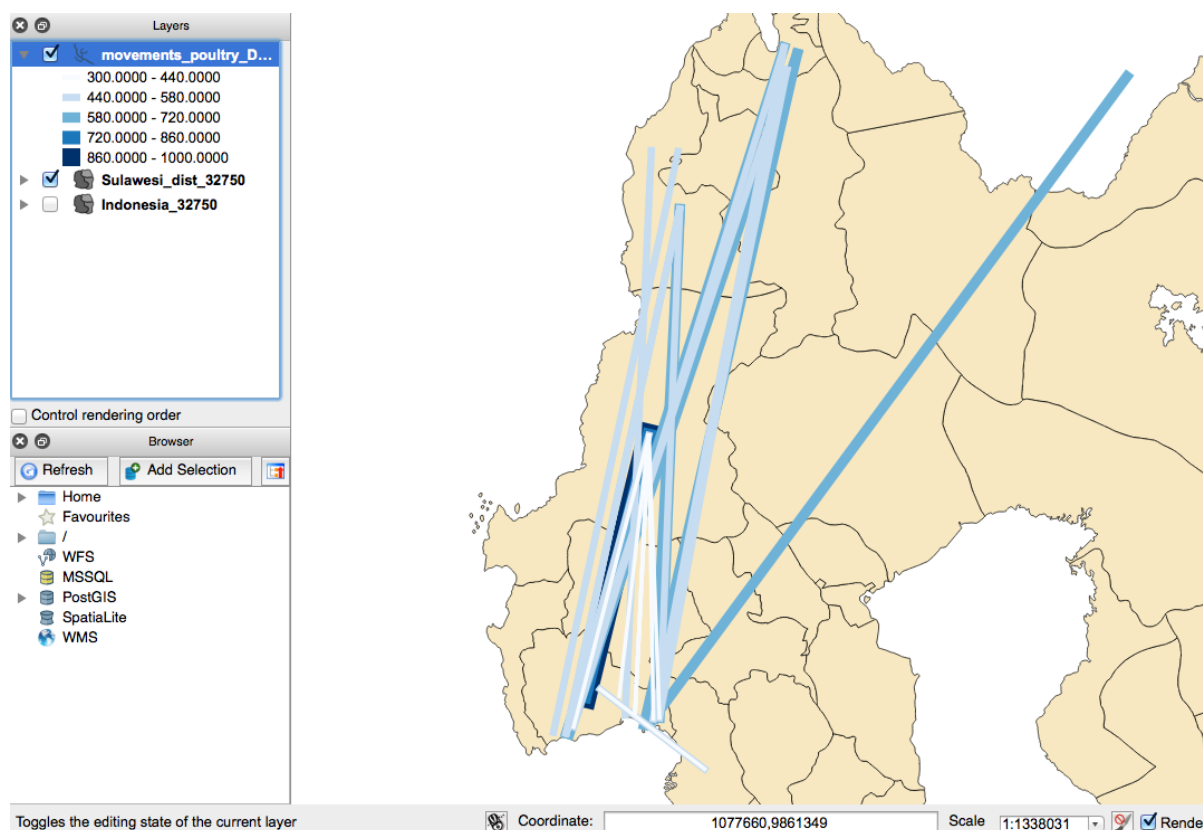 Layers
movements_poultry_D...
300.0000 - 440.0000
440.0000 - 580.0000
580.0000 - 720.0000
720.0000 - 860.0000
860.0000 - 1000.0000
Sulawesi_dist_32750
Indonesia_32750
Control rendering order
Browser
Refresh Add Selection
Home
Favourites
/
WFS
MSSQL
PostGIS
SpatiaLite
WMS
Toggles the editing state of the current layer Coordinate: 1077660,9861349 Scale 1:1338031 Rende